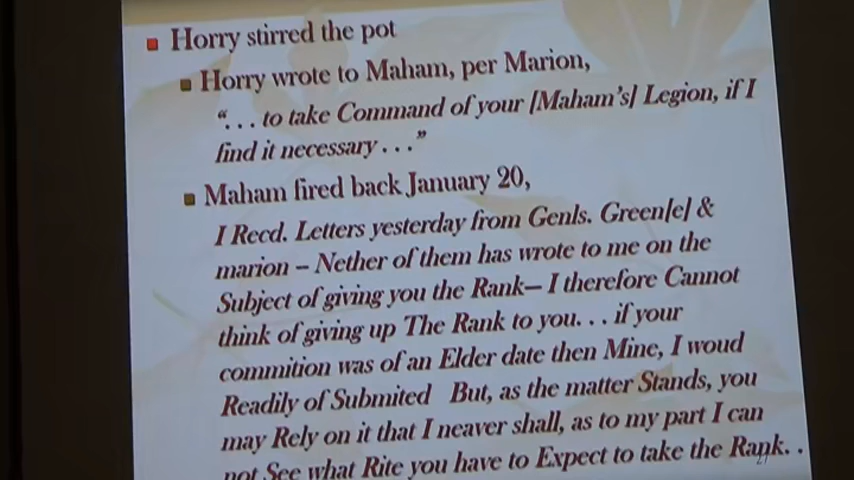 Horry stirred the pot
Horry wrote to Maham, per Marion,
“. . . to take Command of your [Maham’s] Legion, if I
find it necessary . . .”
Maham fired back January 20,
I Recd. Letters yesterday from Genls. Green[e] &
marion – Nether of them has wrote to me on the
Subject of giving you the Rank– I therefore Cannot
think of giving up The Rank to you. . . if your
commition was of an Elder date then Mine, I woud
Readily of Submited But, as the matter Stands, you
may Rely on it that I neaver shall, as to my part I can
not See what Rite you have to Expect to take the Rank. .